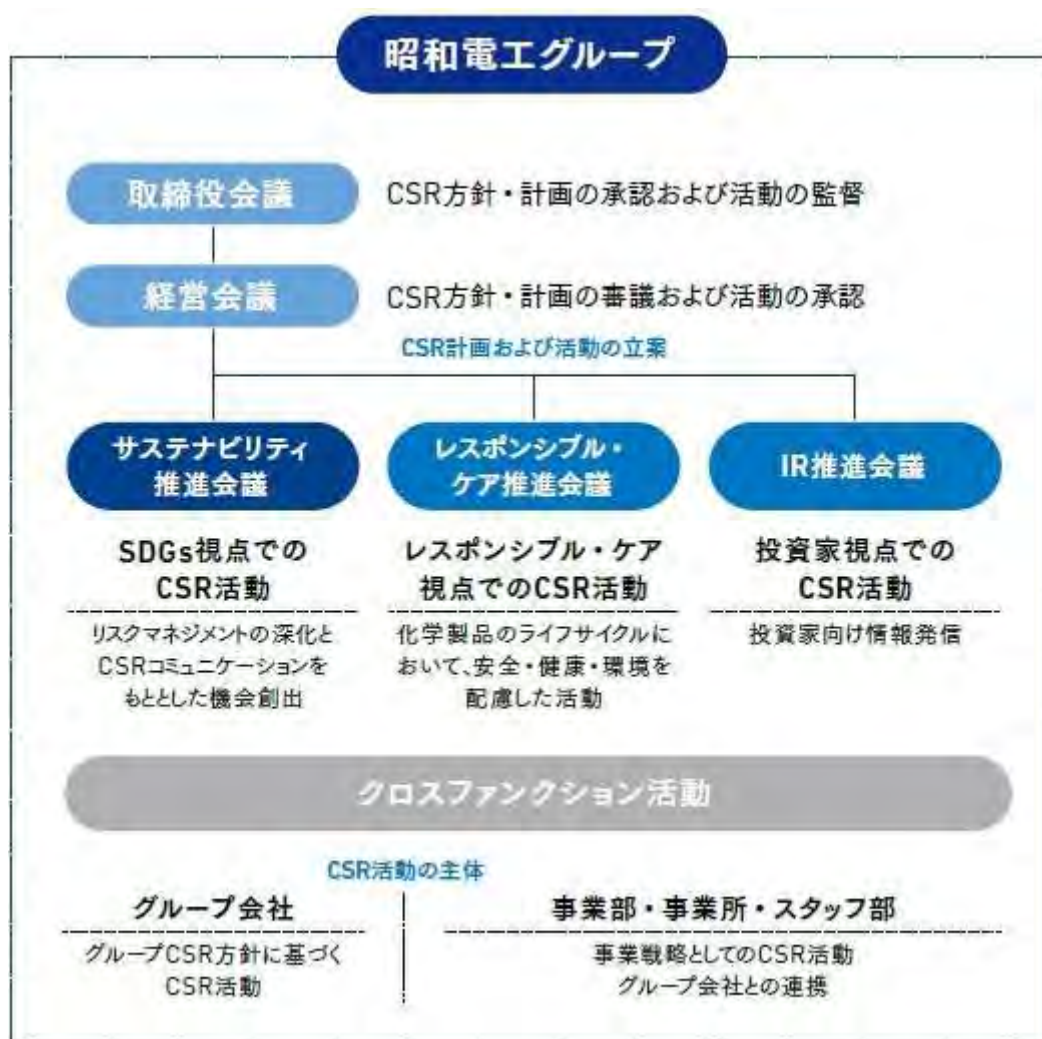 昭和電工グループ
取締役会議
CSR方針・計画の承認および活動の監督
経営会議
CSR方針・計画の審議および活動の承認
CSR計画および活動の立案
サステナビリティ
推進会議
レスポンシブル・
ケア推進会議
IR推進会議
SDGs視点での
CSR活動
リスクマネジメントの深化と
CSRコミュニケーションを
もととした機会創出
レスポンシブル・ケア
視点でのCSR活動
化学製品のライフサイクルに
おいて、安全・健康・環境を
配慮した活動
投資家視点での
CSR活動
投資家向け情報発信
クロスファンクション活動
CSR活動の主体
グループ会社
グループCSR方針に基づく
CSR活動
事業部・事業所・スタッフ部
事業戦略としてのCSR活動
グループ会社との連携